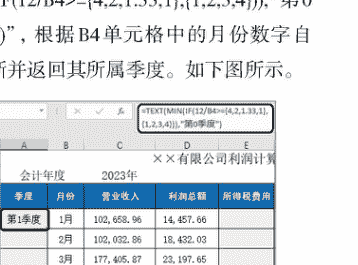 IF(12/B4>={4,2,1.33,1},{1,2,3,4})),"第0
)”，根据B4单元格中的月份数字自
断并返回其所属季度。如下图所示。
=TEXT(MIN(IF(12/B4>={4,2,1.33,1},
{1,2,3,4})),"第0季度")
A B C D E
××有限公司利润计算
会计年度 2023年
季度 月份 营业收入 利润总额 所得税费用
第1季度 1月 102,658.96 14,457.66
2月 102,032.86 18,432.03
3月 177,405.87 23,197.65